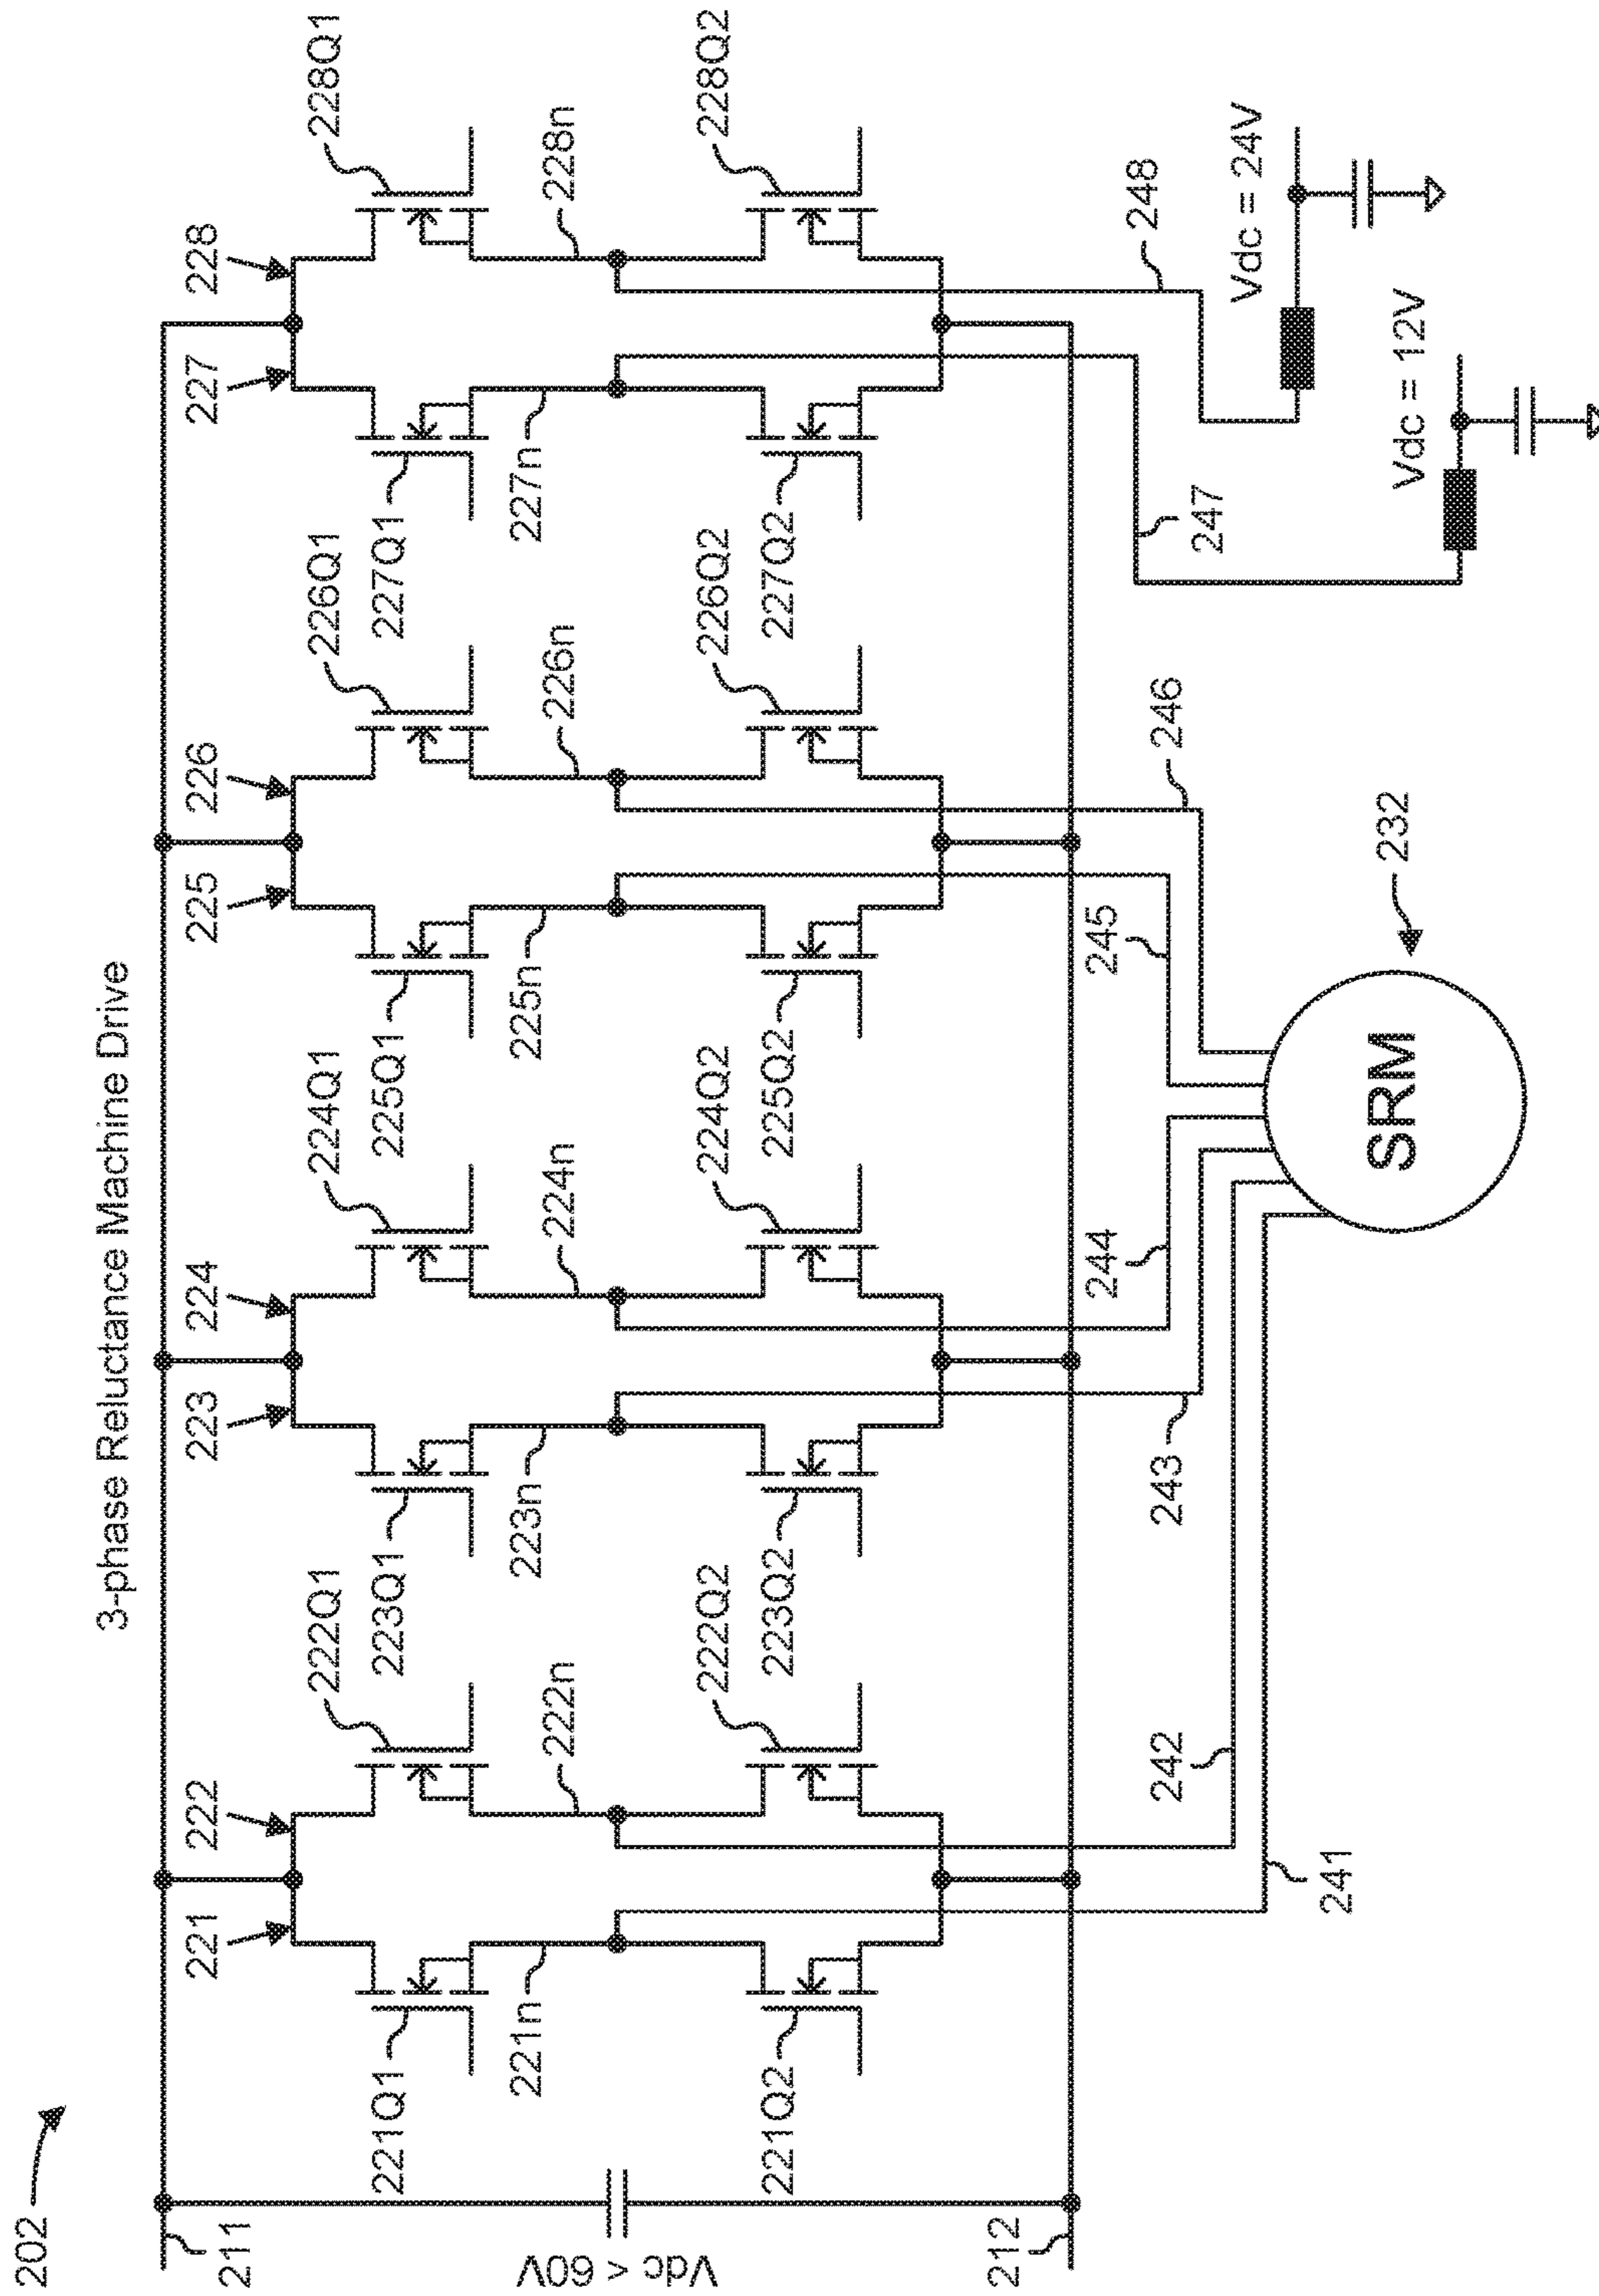 202
3-phase Reluctance Machine Drive
211
221
222
223
224
225
226
227
228
221Q1
222Q1
223Q1
224Q1
225Q1
226Q1
227Q1
228Q1
221n
222n
223n
224n
225n
226n
227n
228n
Vdc < 60V
221Q2
222Q2
223Q2
224Q2
225Q2
226Q2
227Q2
228Q2
212
241
242
243
244
245
246
247
248
Vdc = 24V
Vdc = 12V
SRM
232